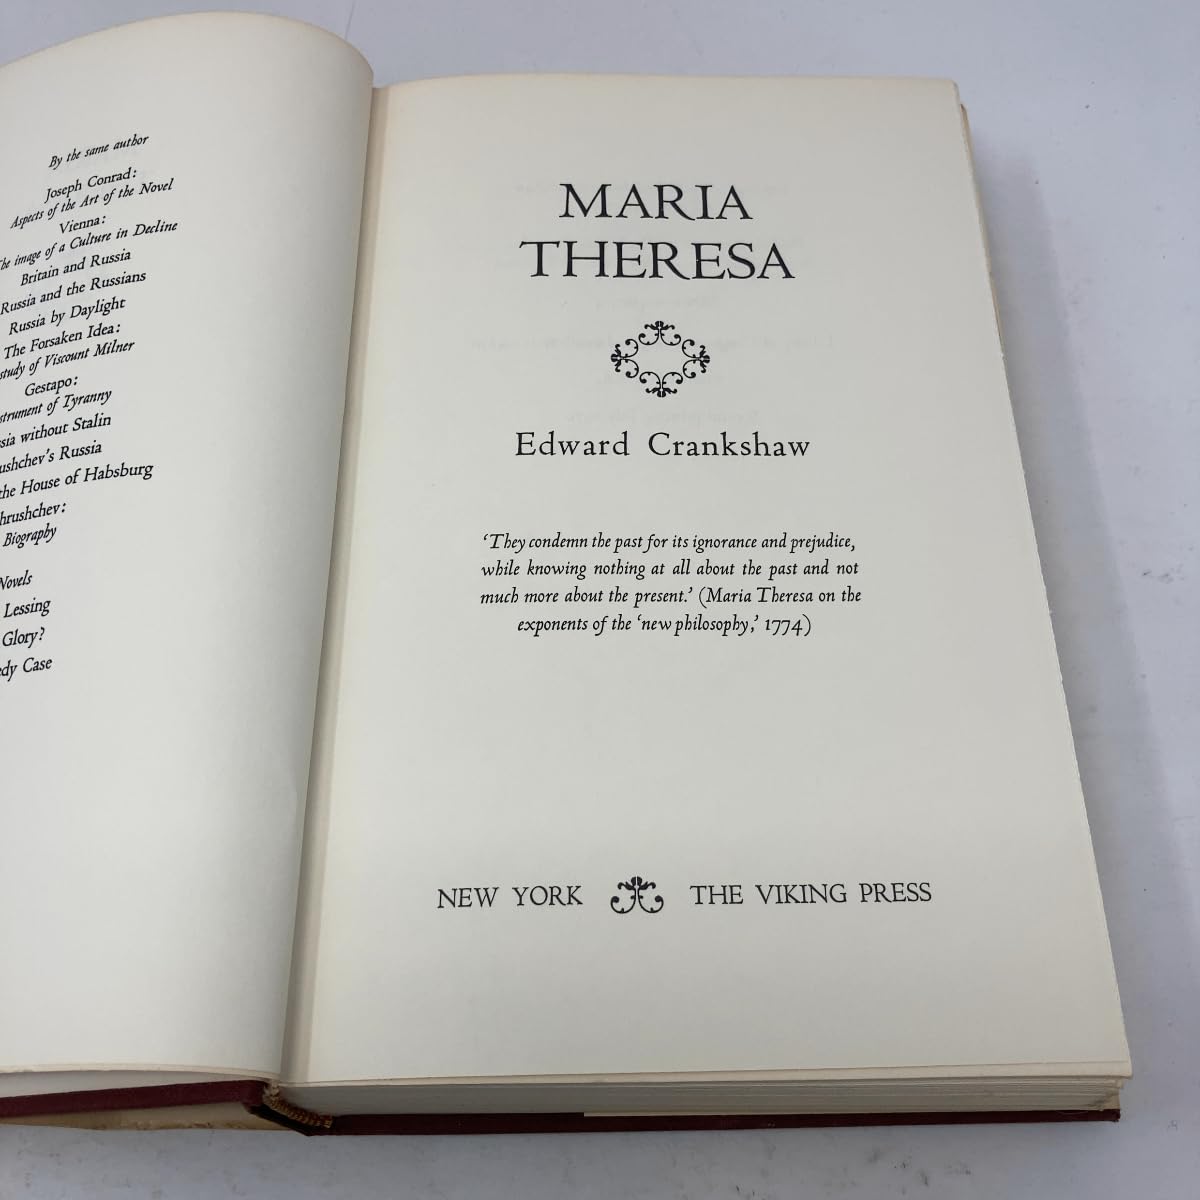 By the same author
Joseph Conrad:
Aspects of the Art of the Novel
Vienna:
The image of a Culture in Decline
Britain and Russia
Russia and the Russians
Russia by Daylight
The Forsaken Idea:
study of Viscount Milner
Gestapo:
strument of Tyranny
sia without Stalin
ushchev's Russia
the House of Habsburg
hrushchev:
Biography
Novels
Lessing
Glory?
edy Case
MARIA
THERESA
Edward Crankshaw
'They condemn the past for its ignorance and prejudice,
while knowing nothing at all about the past and not
much more about the present.' (Maria Theresa on the
exponents of the 'new philosophy,' 1774)
NEW YORK THE VIKING PRESS